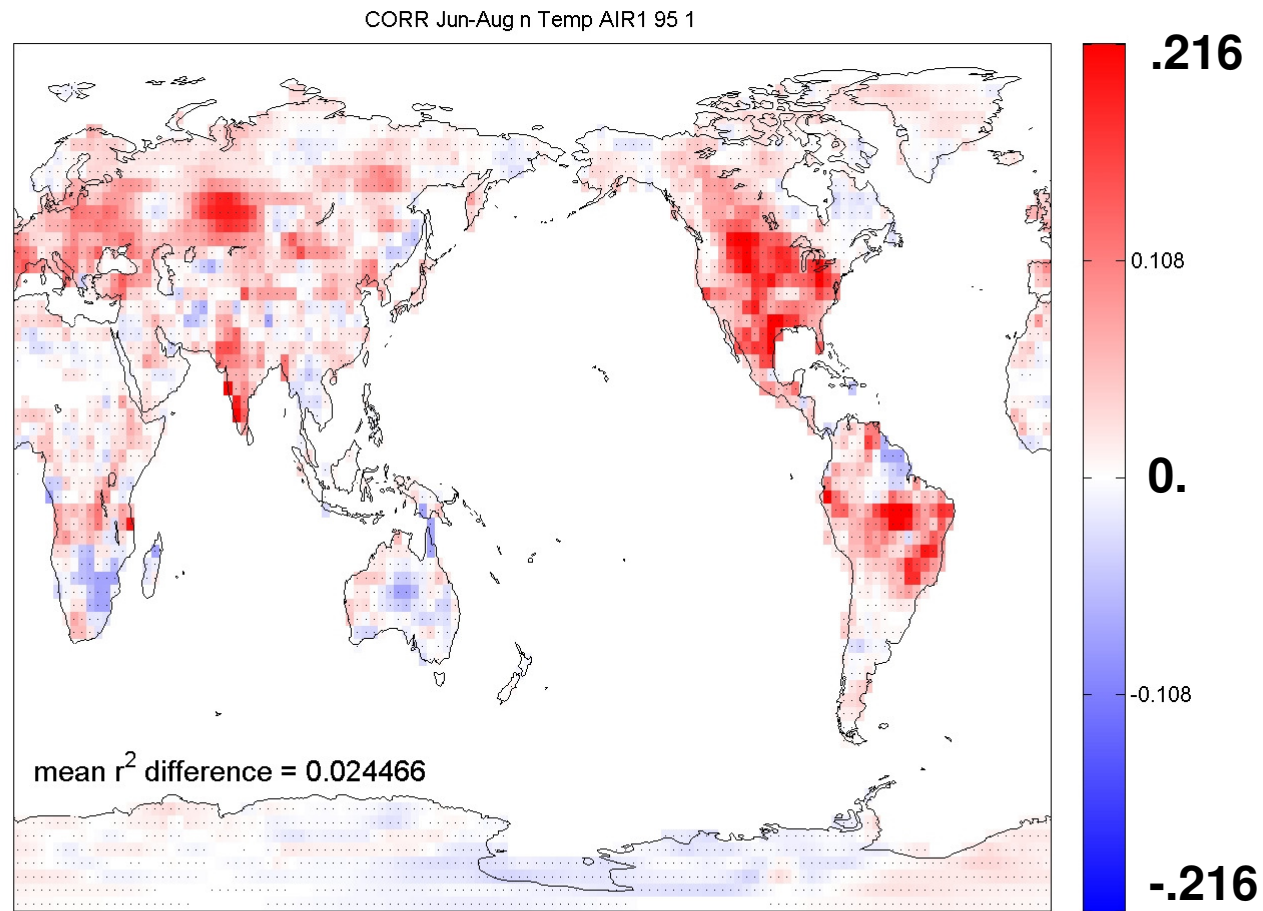 CORR Jun-Aug n Temp AIR1 95 1
.216
0.108
0.
-0.108
mean r2 difference = 0.024466
-.216